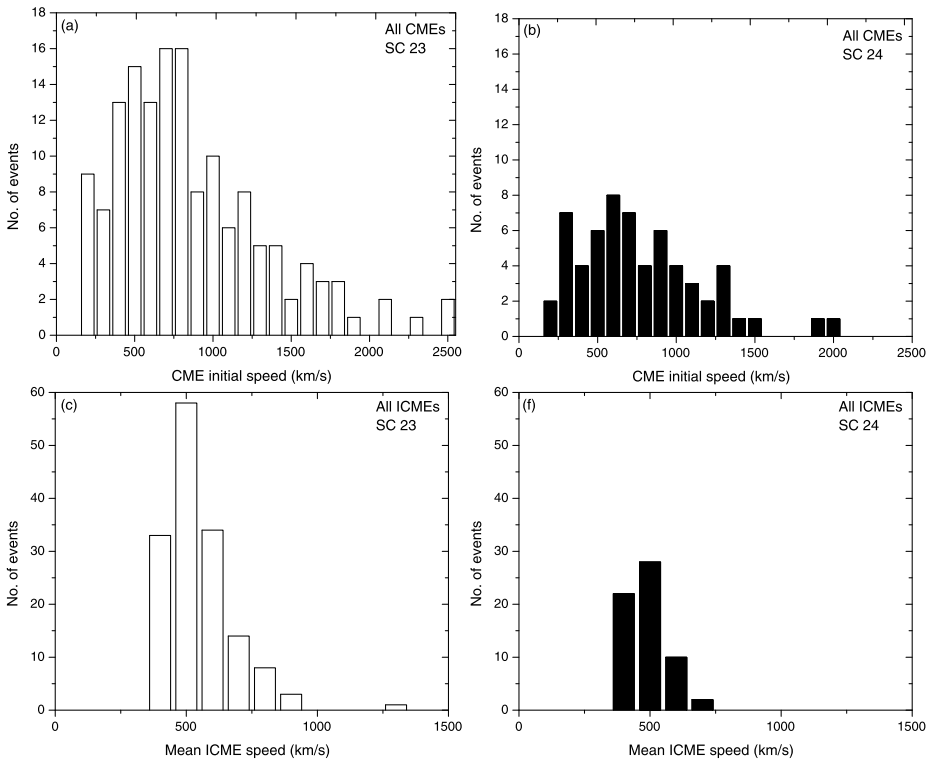 (a)
All CMEs
SC 23
18
16
14
12
10
8
6
4
2
0
No. of events
0 500 1000 1500 2000 2500
CME initial speed (km/s)
(b)
All CMEs
SC 24
18
16
14
12
10
8
6
4
2
0
No. of events
0 500 1000 1500 2000 2500
CME initial speed (km/s)
(c)
All ICMEs
SC 23
60
50
40
30
20
10
0
No. of events
0 500 1000 1500
Mean ICME speed (km/s)
(f)
All ICMEs
SC 24
60
50
40
30
20
10
0
No. of events
0 500 1000 1500
Mean ICME speed (km/s)